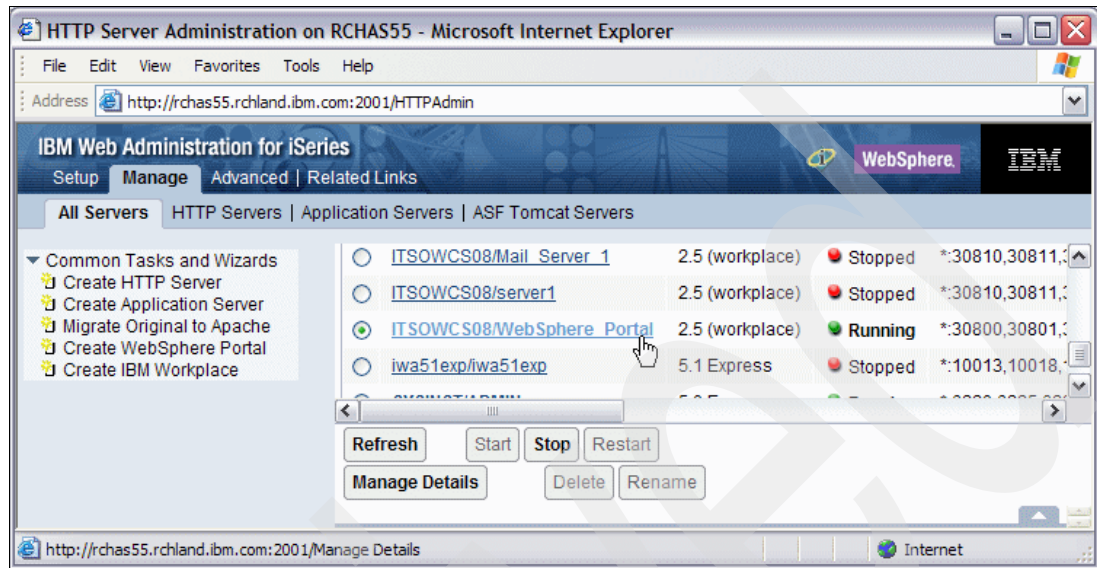 HTTP Server Administration on RCHAS55 - Microsoft Internet Explorer
File Edit View Favorites Tools Help
Address http://rchas55.rchland.ibm.com:2001/HTTPAdmin
IBM Web Administration for iSeries
WebSphere. IBM
Setup Manage Advanced | Related Links
All Servers HTTP Servers | Application Servers | ASF Tomcat Servers
Common Tasks and Wizards
Create HTTP Server
Create Application Server
Migrate Original to Apache
Create WebSphere Portal
Create IBM Workplace
ITSOWCS08/Mail_Server_1 2.5 (workplace) Stopped *:30810,30811,
ITSOWCS08/server1 2.5 (workplace) Stopped *:30810,30811,
ITSOWCS08/WebSphere_Portal 2.5 (workplace) Running *:30800,30801,
iwa51exp/iwa51exp 5.1 Express Stopped *:10013,10018,
Refresh Start Stop Restart
Manage Details Delete Rename
http://rchas55.rchland.ibm.com:2001/Manage Details Internet